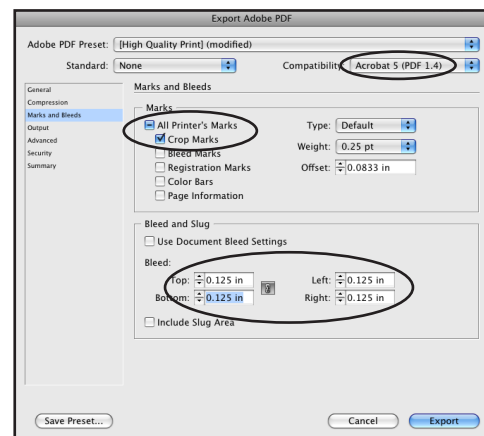 Export Adobe PDF
Adobe PDF Preset: [High Quality Print] (modified)
Standard: None Compatibility: Acrobat 5 (PDF 1.4)
General
Compression
Marks and Bleeds
Output
Advanced
Security
Summary
Marks and Bleeds
Marks
All Printer's Marks
Crop Marks
Bleed Marks
Registration Marks
Color Bars
Page Information
Type: Default
Weight: 0.25 pt
Offset: 0.0833 in
Bleed and Slug
Use Document Bleed Settings
Bleed:
Top: 0.125 in Left: 0.125 in
Bottom: 0.125 in Right: 0.125 in
Include Slug Area
Save Preset... Cancel Export